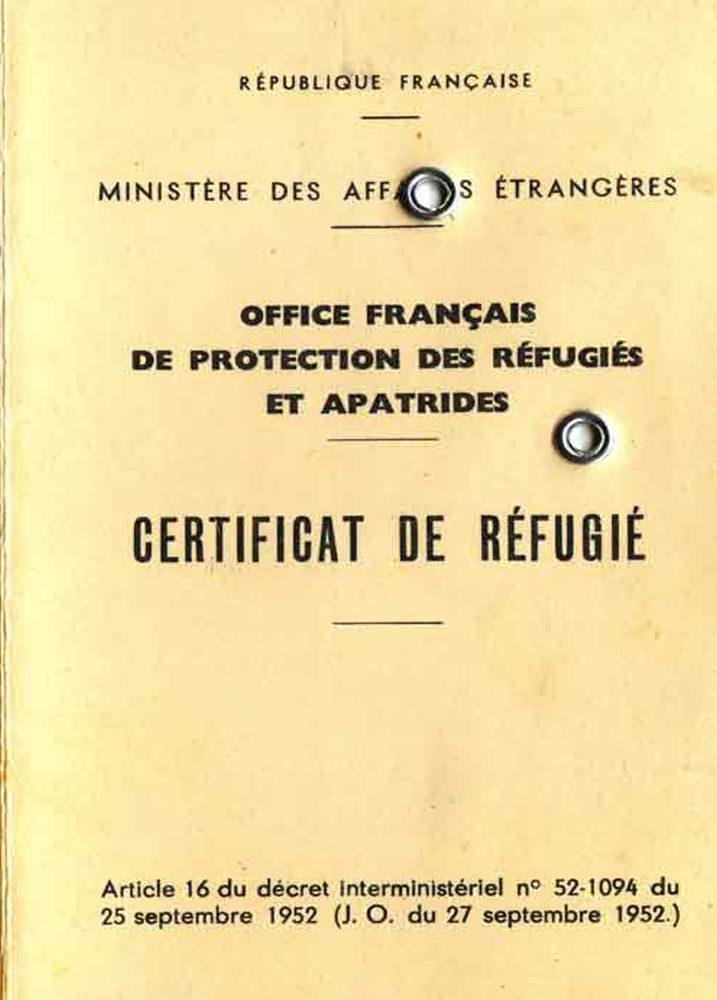 RÉPUBLIQUE FRANÇAISE
MINISTÈRE DES ÉTRANGÈRES
OFFICE FRANÇAIS
DE PROTECTION DES RÉFUGIÉS
ET APATRIDES
CERTIFICAT DE RÉFUGIÉ
Article 16 du décret interministériel nº 52-1094 du
25 septembre 1952 (J. O. du 27 septembre 1952.)